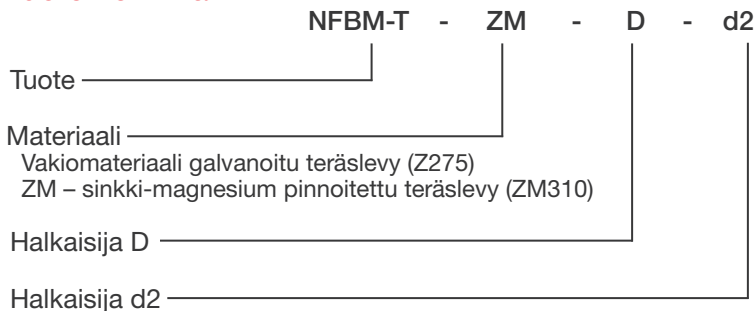 NFBM-T - ZM - D - d2
Tuote
Materiaali
Vakiomateriaali galvanoitu teräslevy (Z275)
ZM – sinkki-magnesium pinnoitettu teräslevy (ZM310)
Halkaisija D
Halkaisija d2